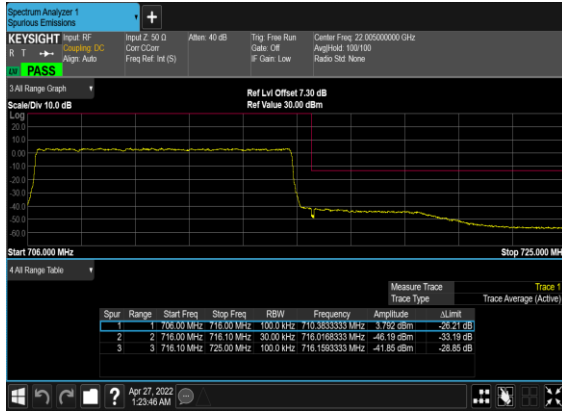 Spectrum Analyzer 1
Spurious Emissions
+
KEYSIGHT Input: RF Input Z: 50 Ω Atten: 40 dB Trig: Free Run Center Freq: 22.005000000 GHz
R T Coupling: DC Corr CCorr Gate: Off Avg|Hold: 100/100
Align: Auto Freq Ref: Int (S) IF Gain: Low Radio Std: None
PASS
3 All Range Graph
Ref Lvl Offset 7.30 dB
Scale/Div 10.0 dB Ref Value 30.00 dBm
Log
20.0
10.0
0.00
-10.0
-20.0
-30.0
-40.0
-50.0
-60.0
Start 706.000 MHz Stop 725.000 MH
4 All Range Table
Measure Trace Trace 1
Trace Type Trace Average (Active)
Spur Range Start Freq Stop Freq RBW Frequency Amplitude ΔLimit
1 1 706.00 MHz 716.00 MHz 100.0 kHz 710.3833333 MHz 3.792 dBm -26.21 dB
2 2 716.00 MHz 716.10 MHz 30.00 kHz 716.0168333 MHz -46.19 dBm -33.19 dB
3 3 716.10 MHz 725.00 MHz 100.0 kHz 716.1593333 MHz -41.85 dBm -28.85 dB
? Apr 27, 2022
1:23:46 AM